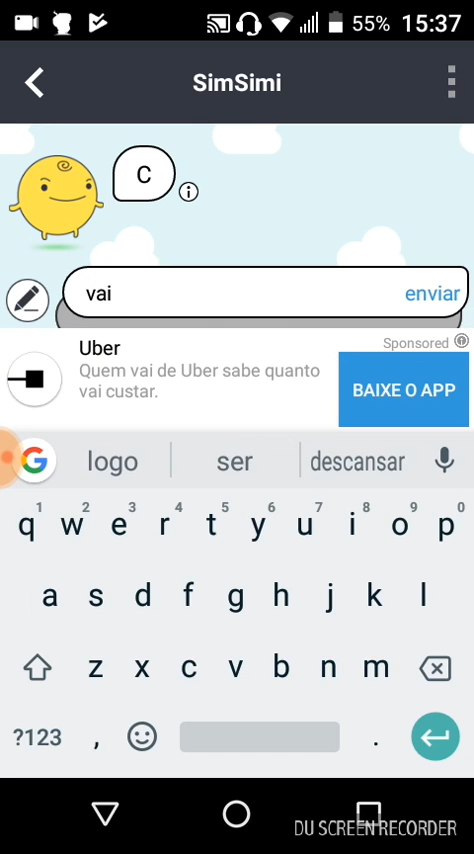 55% 15:37
SimSimi
C
vai enviar
Uber
Sponsored
Quem vai de Uber sabe quanto
vai custar.
BAIXE O APP
G logo ser descansar
1 2 3 4 5 6 7 8 9 0
q w e r t y u i o p
a s d f g h j k l
z x c v b n m
?123 , .
DU SCREEN RECORDER